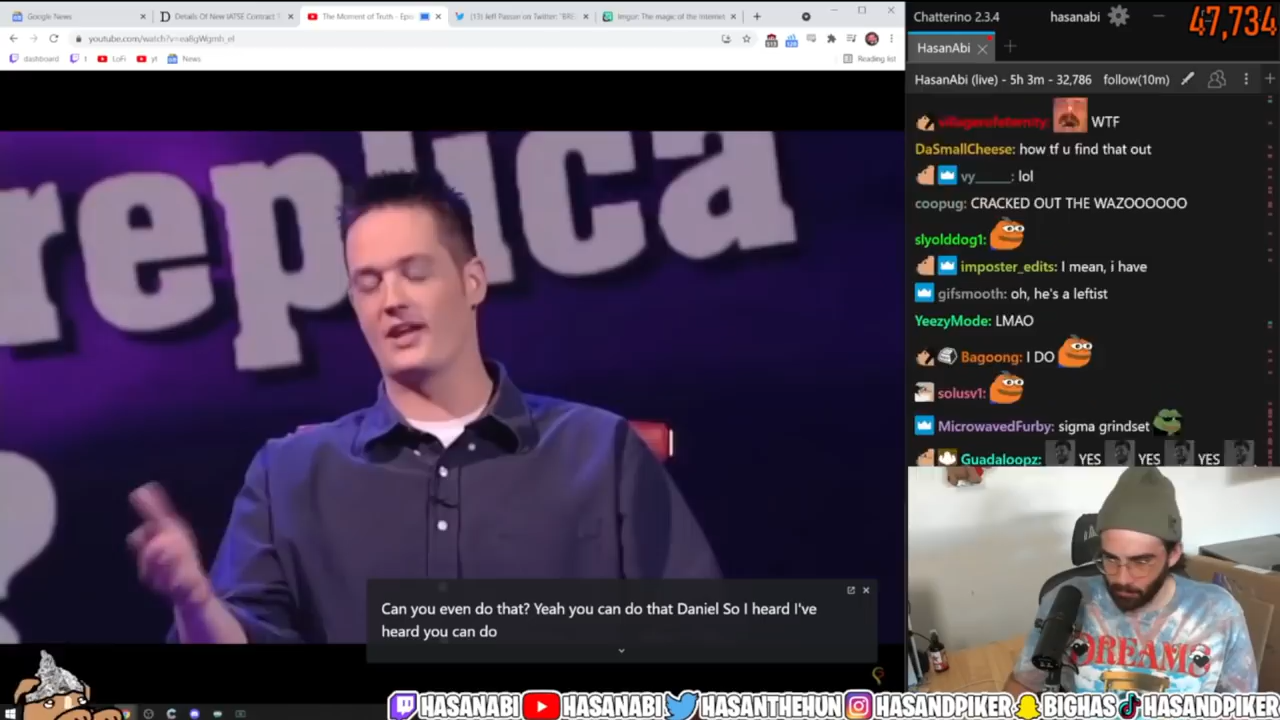 Google News
Details Of New IATSE Contract
The Moment of Truth - Epis
(13) Jeff Passan on Twitter: "BRE
Imgur: The magic of the Internet
youtube.com/watch?v=
dashboard
LoFi
yt
News
Reading list
replica
Can you even do that? Yeah you can do that Daniel So I heard I've
heard you can do
Chatterino 2.3.4
hasanabi
47,734
HasanAbi
HasanAbi (live) - 5h 3m - 32,786
follow(10m)
WTF
DaSmallCheese: how tf u find that out
vy_____: lol
coopug: CRACKED OUT THE WAZOOOOOO
slyolddog1:
imposter_edits: I mean, i have
gifsmooth: oh, he's a leftist
YeezyMode: LMAO
Bagoong: I DO
solusv1:
MicrowavedFurby: sigma grindset
Guadaloopz: YES YES YES
DREAMS
HASANABI HASANABI HASANTHEHUN HASANDPIKER BIGHAS HASANDPIKER